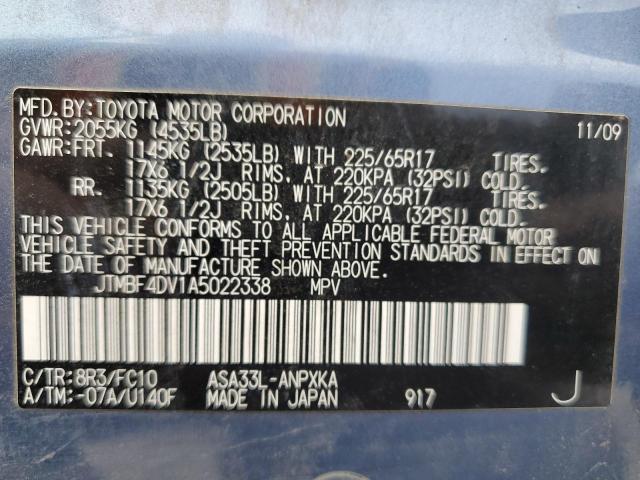 MFD.BY:TOYOTA MOTOR CORPORATION 11/09
GVWR:2055KG (4535LB)
GAWR:FRT. 1145KG (2535LB) WITH 225/65R17 TIRES.
17X6 1/2J RIMS, AT 220KPA (32PSI) COLD.
RR. 1135KG (2505LB) WITH 225/65R17 TIRES.
17X6 1/2J RIMS, AT 220KPA (32PSI) COLD.
THIS VEHICLE CONFORMS TO ALL APPLICABLE FEDERAL MOTOR
VEHICLE SAFETY AND THEFT PREVENTION STANDARDS IN EFFECT ON
THE DATE OF MANUFACTURE SHOWN ABOVE.
JTMBF4DV1A5022338 MPV
C/TR:8R3/FC10 ASA33L-ANPXKA
A/TM:-07A/U140F MADE IN JAPAN 917 J